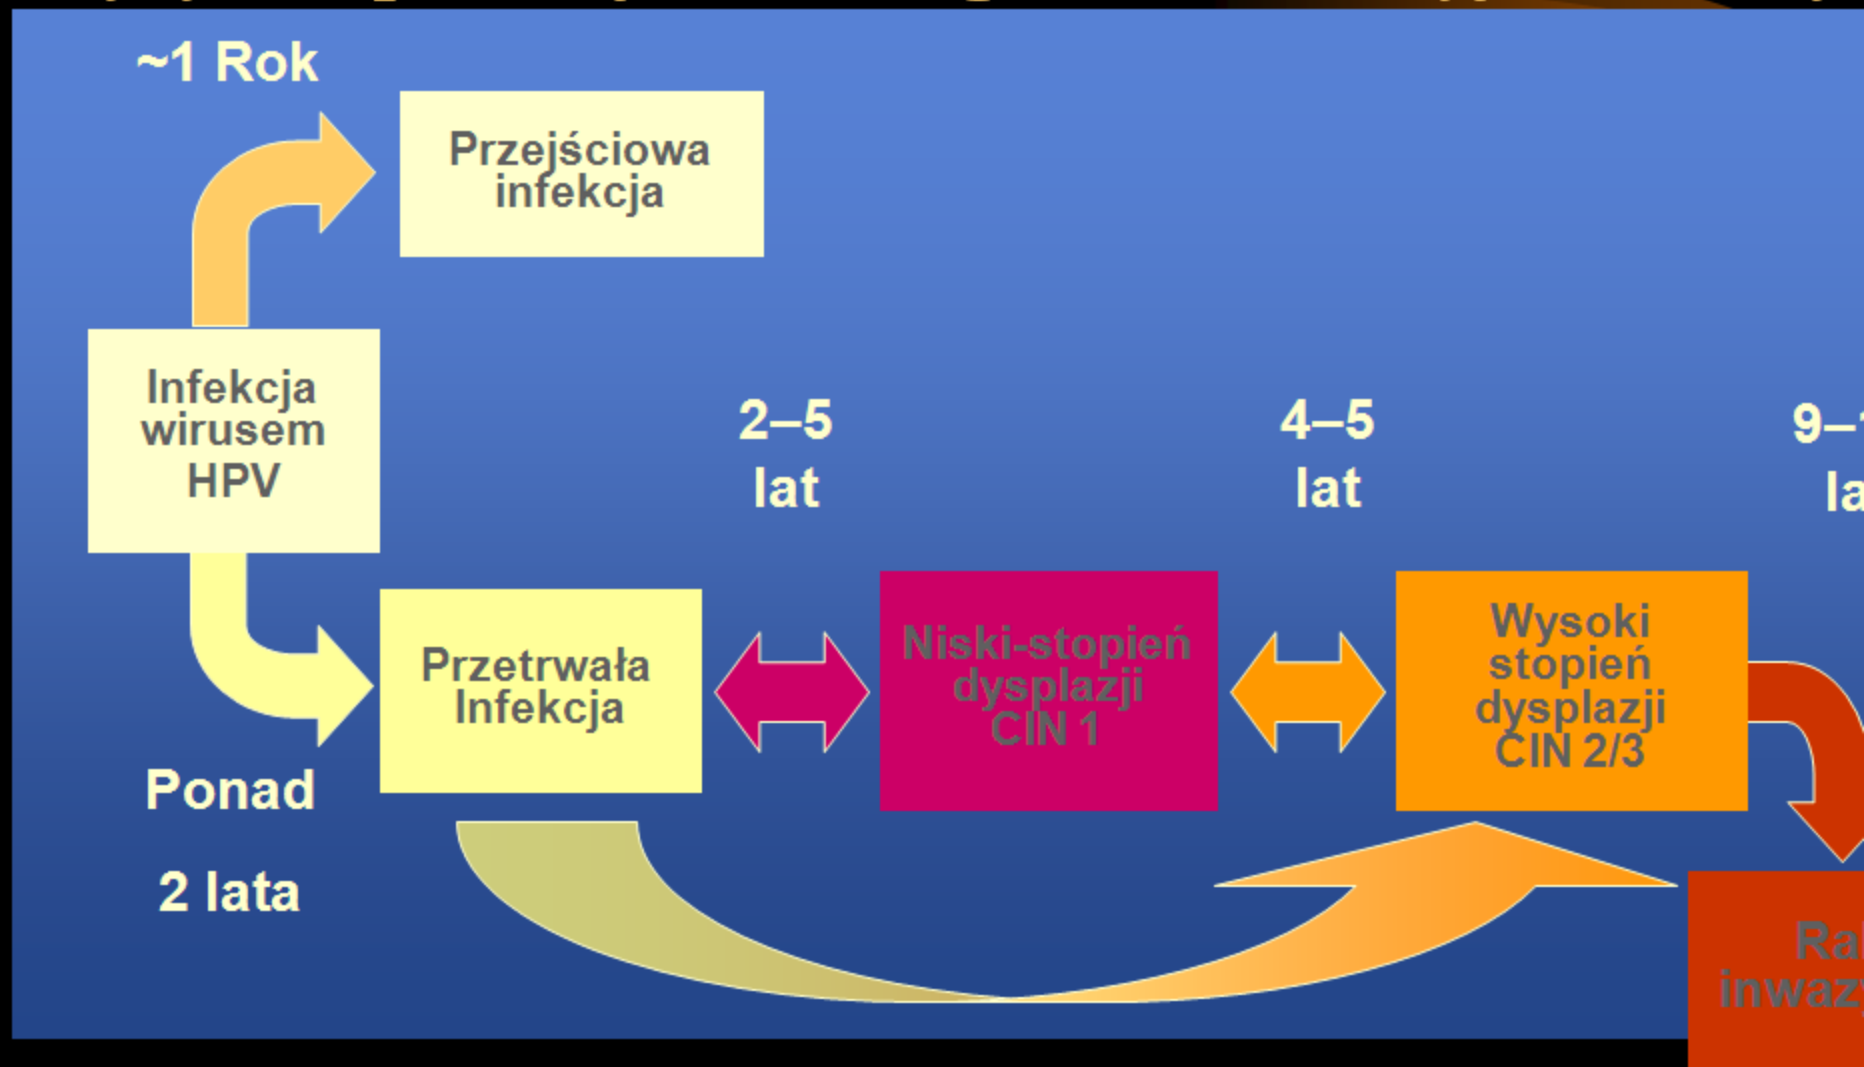 ~1 Rok
Przejściowa
infekcja
Infekcja
wirusem
HPV
2–5
lat
4–5
lat
Przetrwała
Infekcja
Niski-stopień
dysplazji
CIN 1
Wysoki
stopień
dysplazji
CIN 2/3
Ponad
2 lata